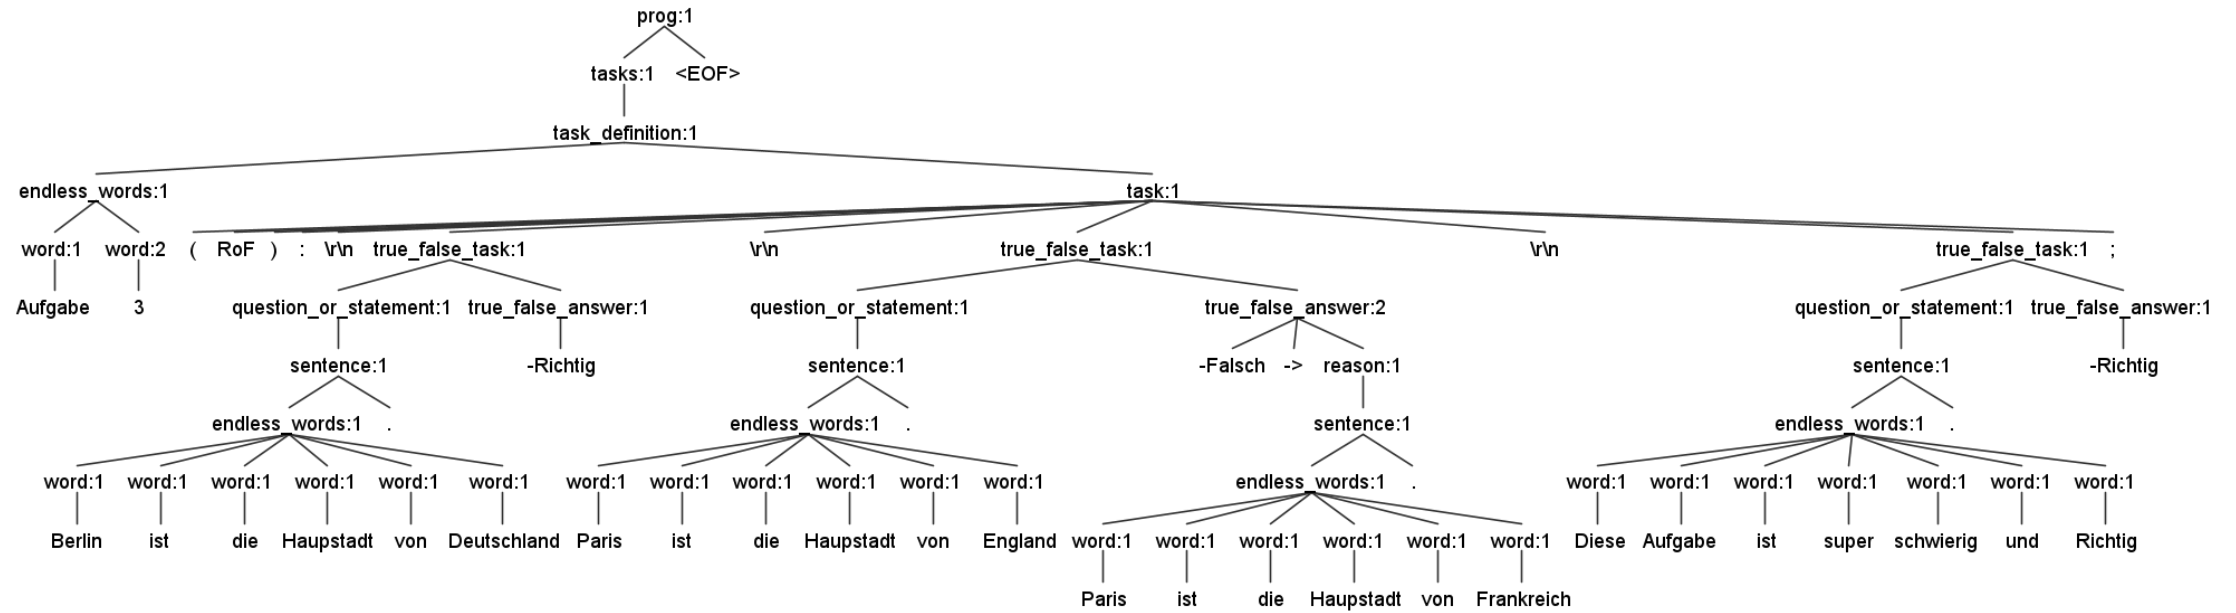 prog:1
tasks:1 <EOF>
task_definition:1
endless_words:1 task:1
word:1 word:2 ( RoF ) : \r\n true_false_task:1 \r\n true_false_task:1 \r\n true_false_task:1 ;
Aufgabe 3 question_or_statement:1 true_false_answer:1 question_or_statement:1 true_false_answer:2 question_or_statement:1 true_false_answer:1
sentence:1 -Richtig sentence:1 -Falsch -> reason:1 sentence:1 -Richtig
endless_words:1 . endless_words:1 . sentence:1 endless_words:1 .
word:1 word:1 word:1 word:1 word:1 word:1 word:1 word:1 word:1 word:1 word:1 word:1 endless_words:1 . word:1 word:1 word:1 word:1 word:1 word:1 word:1
Berlin ist die Haupstadt von Deutschland Paris ist die Haupstadt von England word:1 word:1 word:1 word:1 word:1 word:1 Diese Aufgabe ist super schwierig und Richtig
Paris ist die Haupstadt von Frankreich